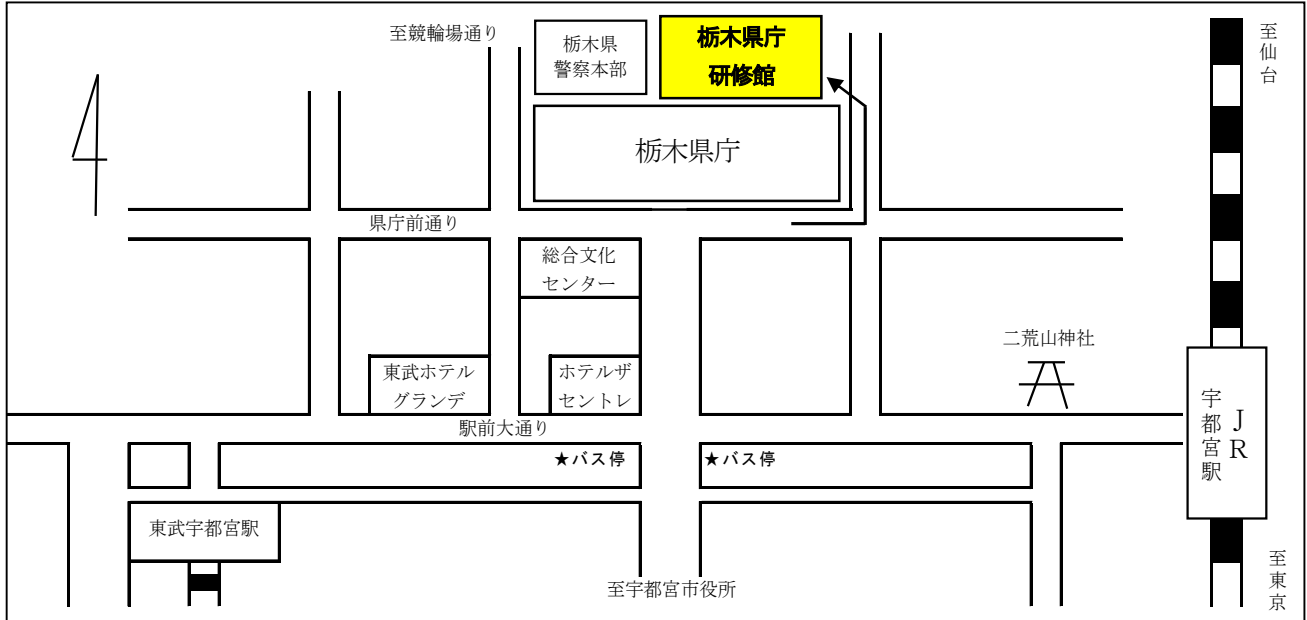 至競輪場通り
栃木県
警察本部
栃木県庁
研修館
至仙台
栃木県庁
県庁前通り
総合文化
センター
二荒山神社
東武ホテル
グランデ
ホテルザ
セントレ
JR
宇都宮駅
駅前大通り
★バス停
★バス停
東武宇都宮駅
至宇都宮市役所
至東京